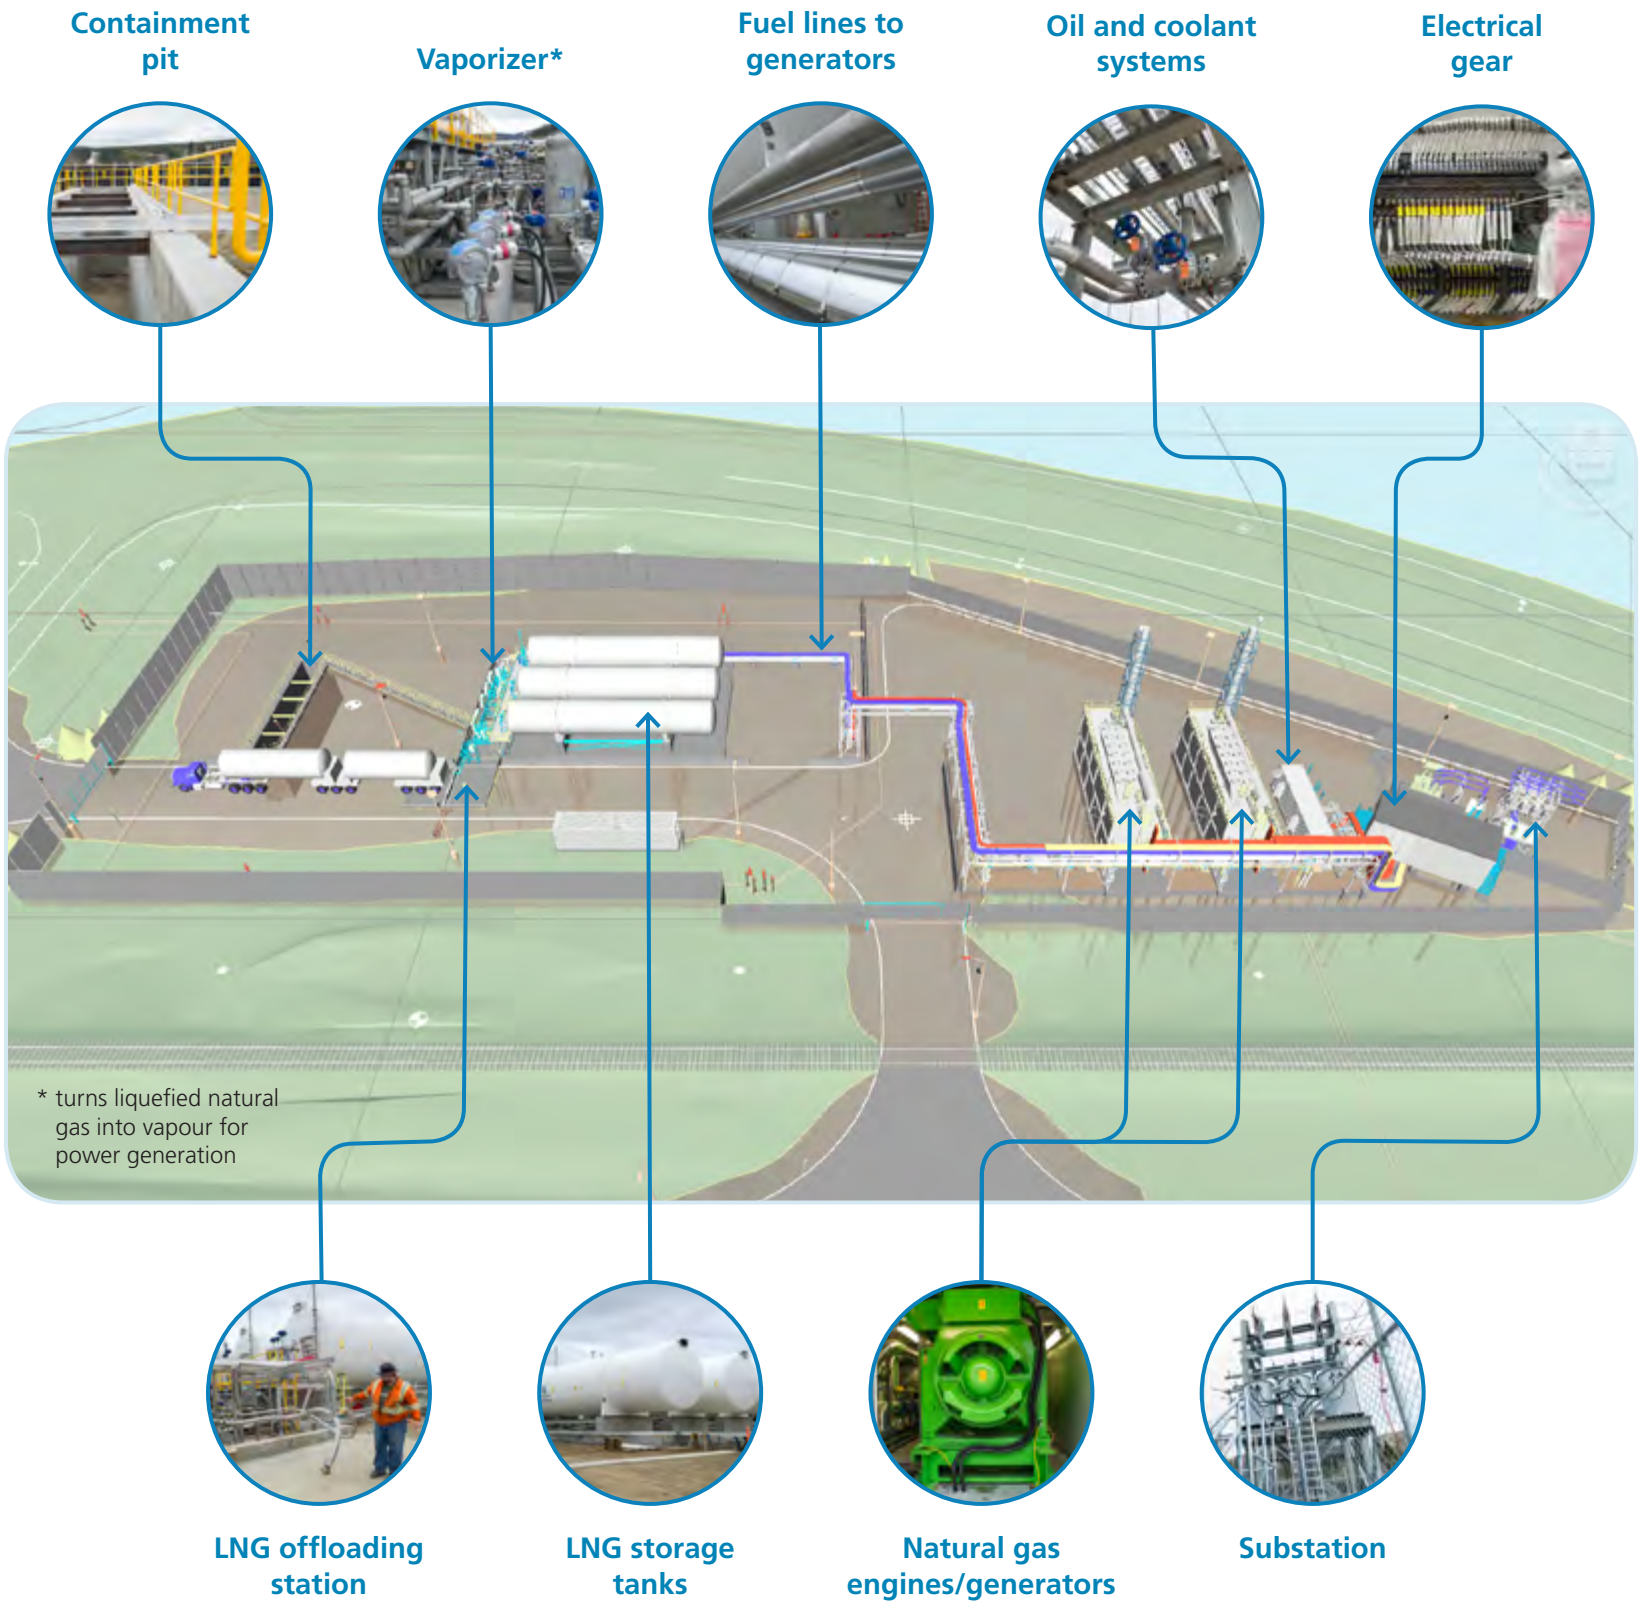 Containment
pit
Vaporizer*
Fuel lines to
generators
Oil and coolant
systems
Electrical
gear
* turns liquefied natural
gas into vapour for
power generation
LNG offloading
station
LNG storage
tanks
Natural gas
engines/generators
Substation